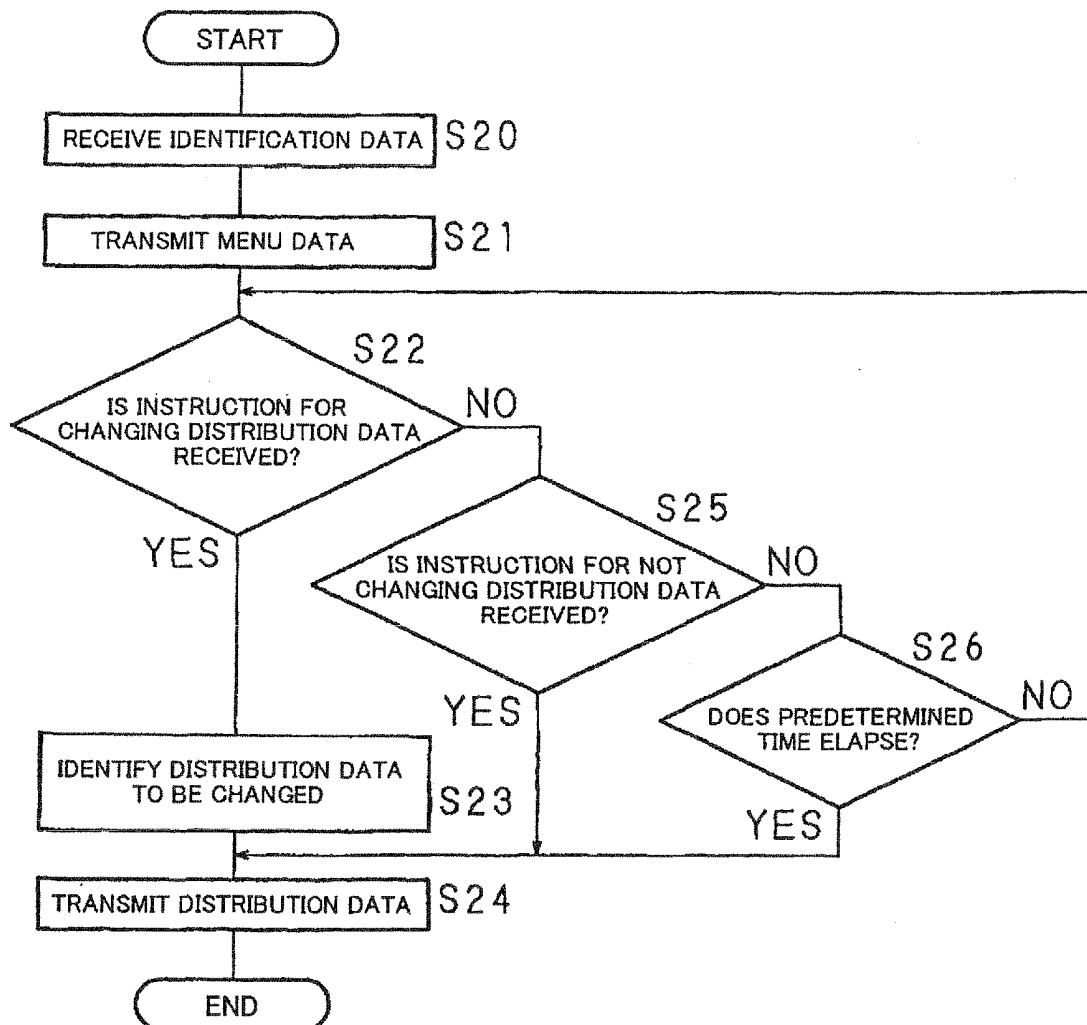 START
RECEIVE IDENTIFICATION DATA
S20
TRANSMIT MENU DATA
S21
S22
IS INSTRUCTION FOR
CHANGING DISTRIBUTION DATA
RECEIVED?
NO
YES
S25
IS INSTRUCTION FOR NOT
CHANGING DISTRIBUTION DATA
RECEIVED?
NO
YES
S26
DOES PREDETERMINED
TIME ELAPSE?
NO
YES
IDENTIFY DISTRIBUTION DATA
TO BE CHANGED
S23
TRANSMIT DISTRIBUTION DATA
S24
END